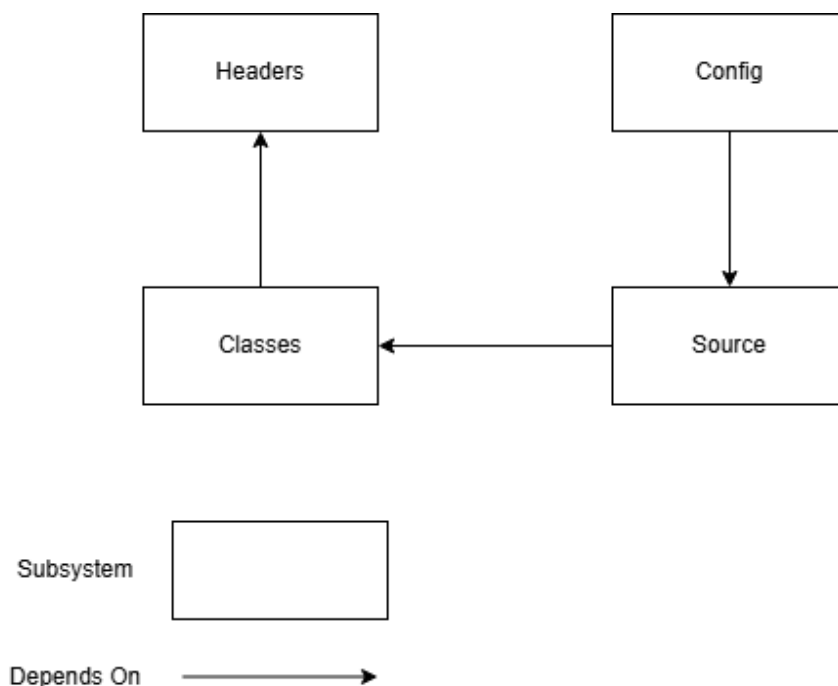 Headers
Config
Classes
Source
Subsystem
Depends On